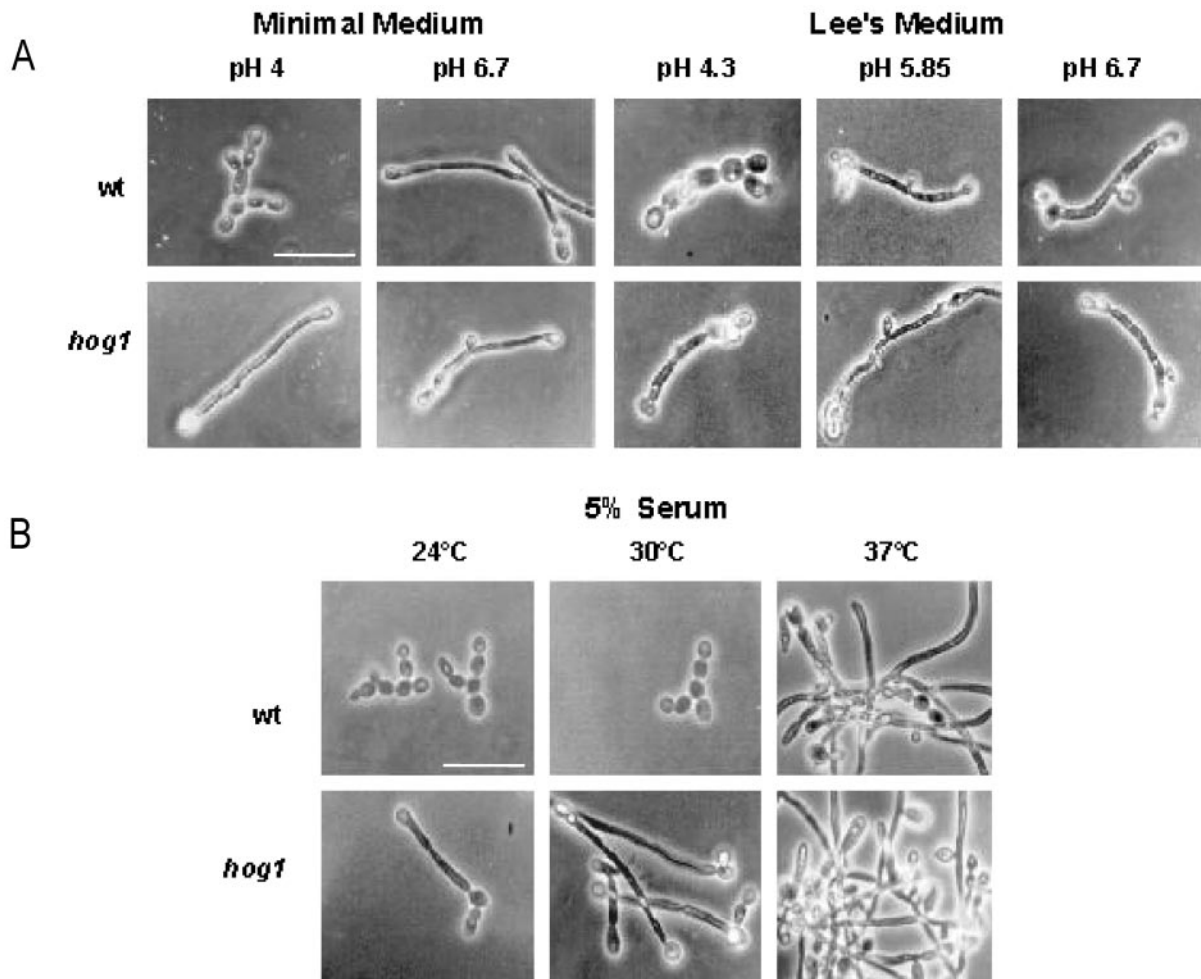 A
Minimal Medium Lee's Medium
pH 4 pH 6.7 pH 4.3 pH 5.85 pH 6.7
wt
hog1
B
5% Serum
24°C 30°C 37°C
wt
hog1